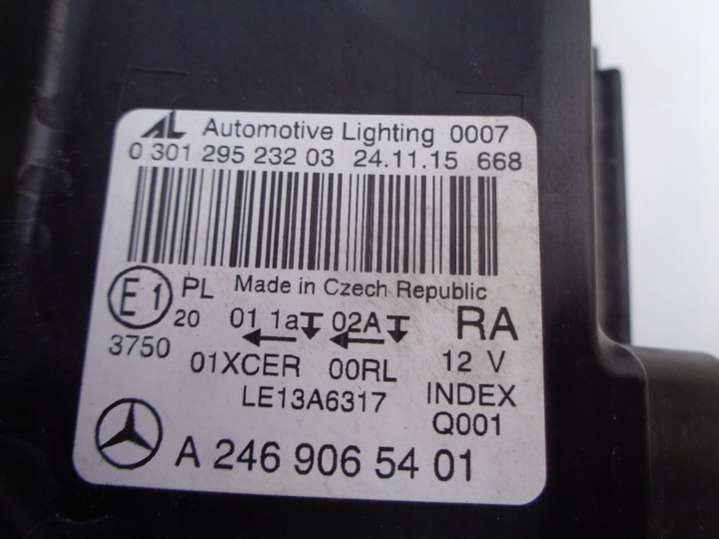 AL Automotive Lighting 0007
0 301 295 232 03 24.11.15 668
E1 PL Made in Czech Republic
20 01 1a 02A RA
3750 01XCER 00RL 12 V
LE13A6317 INDEX
Q001
A 246 906 54 01